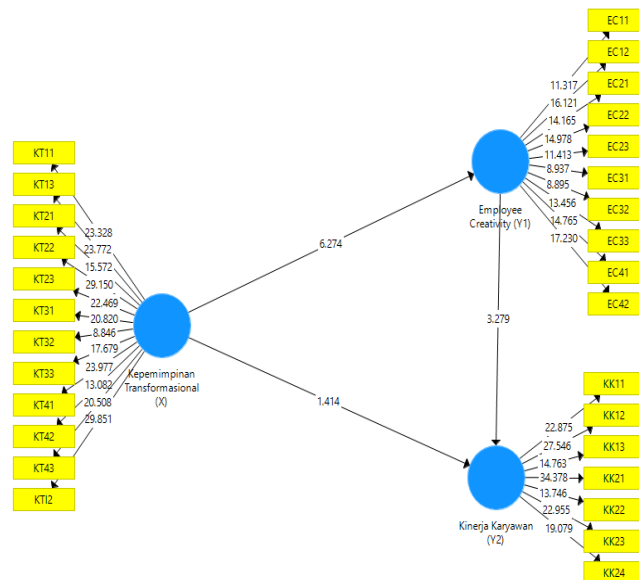 KT11
KT13
KT21
KT22
KT23
KT31
KT32
KT33
KT41
KT42
KT43
KTI2
23.328
23.772
15.572
29.150
22.469
20.820
8.846
17.679
23.977
13.082
20.508
29.851
Kepemimpinan
Transformasional
(X)
6.274
1.414
3.279
Employee
Creativity (Y1)
11.317
16.121
14.165
14.978
11.413
8.937
8.895
13.456
14.765
17.230
EC11
EC12
EC21
EC22
EC23
EC31
EC32
EC33
EC41
EC42
Kinerja Karyawan
(Y2)
22.875
27.546
14.763
34.378
13.746
22.955
19.079
KK11
KK12
KK13
KK21
KK22
KK23
KK24